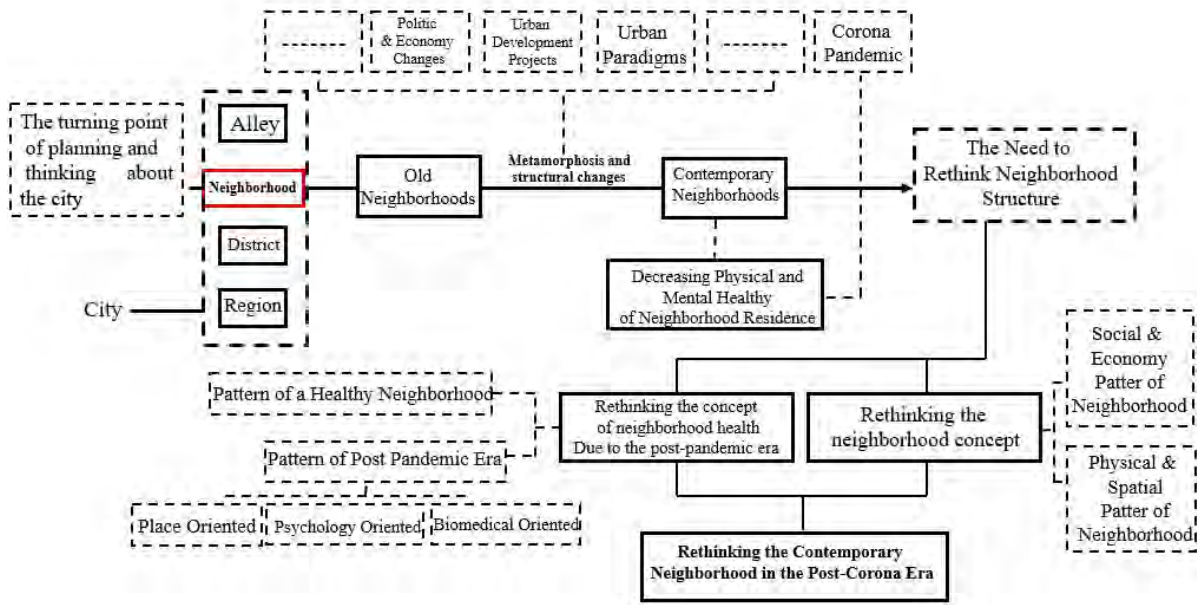 ............
Politic
& Economy
Changes
Urban
Development
Projects
Urban
Paradigms
............
Corona
Pandemic
The turning point
of planning and
thinking about
the city
Alley
Neighborhood
District
Region
City
Old
Neighborhoods
Metamorphosis and
structural changes
Contemporary
Neighborhoods
The Need to
Rethink Neighborhood
Structure
Decreasing Physical and
Mental Healthy
of Neighborhood Residence
Pattern of a Healthy Neighborhood
Pattern of Post Pandemic Era
Place Oriented
Psychology Oriented
Biomedical Oriented
Rethinking the concept
of neighborhood health
Due to the post-pandemic era
Rethinking the
neighborhood concept
Social &
Economy
Patter of
Neighborhood
Physical &
Spatial
Patter of
Neighborhood
Rethinking the Contemporary
Neighborhood in the Post-Corona Era